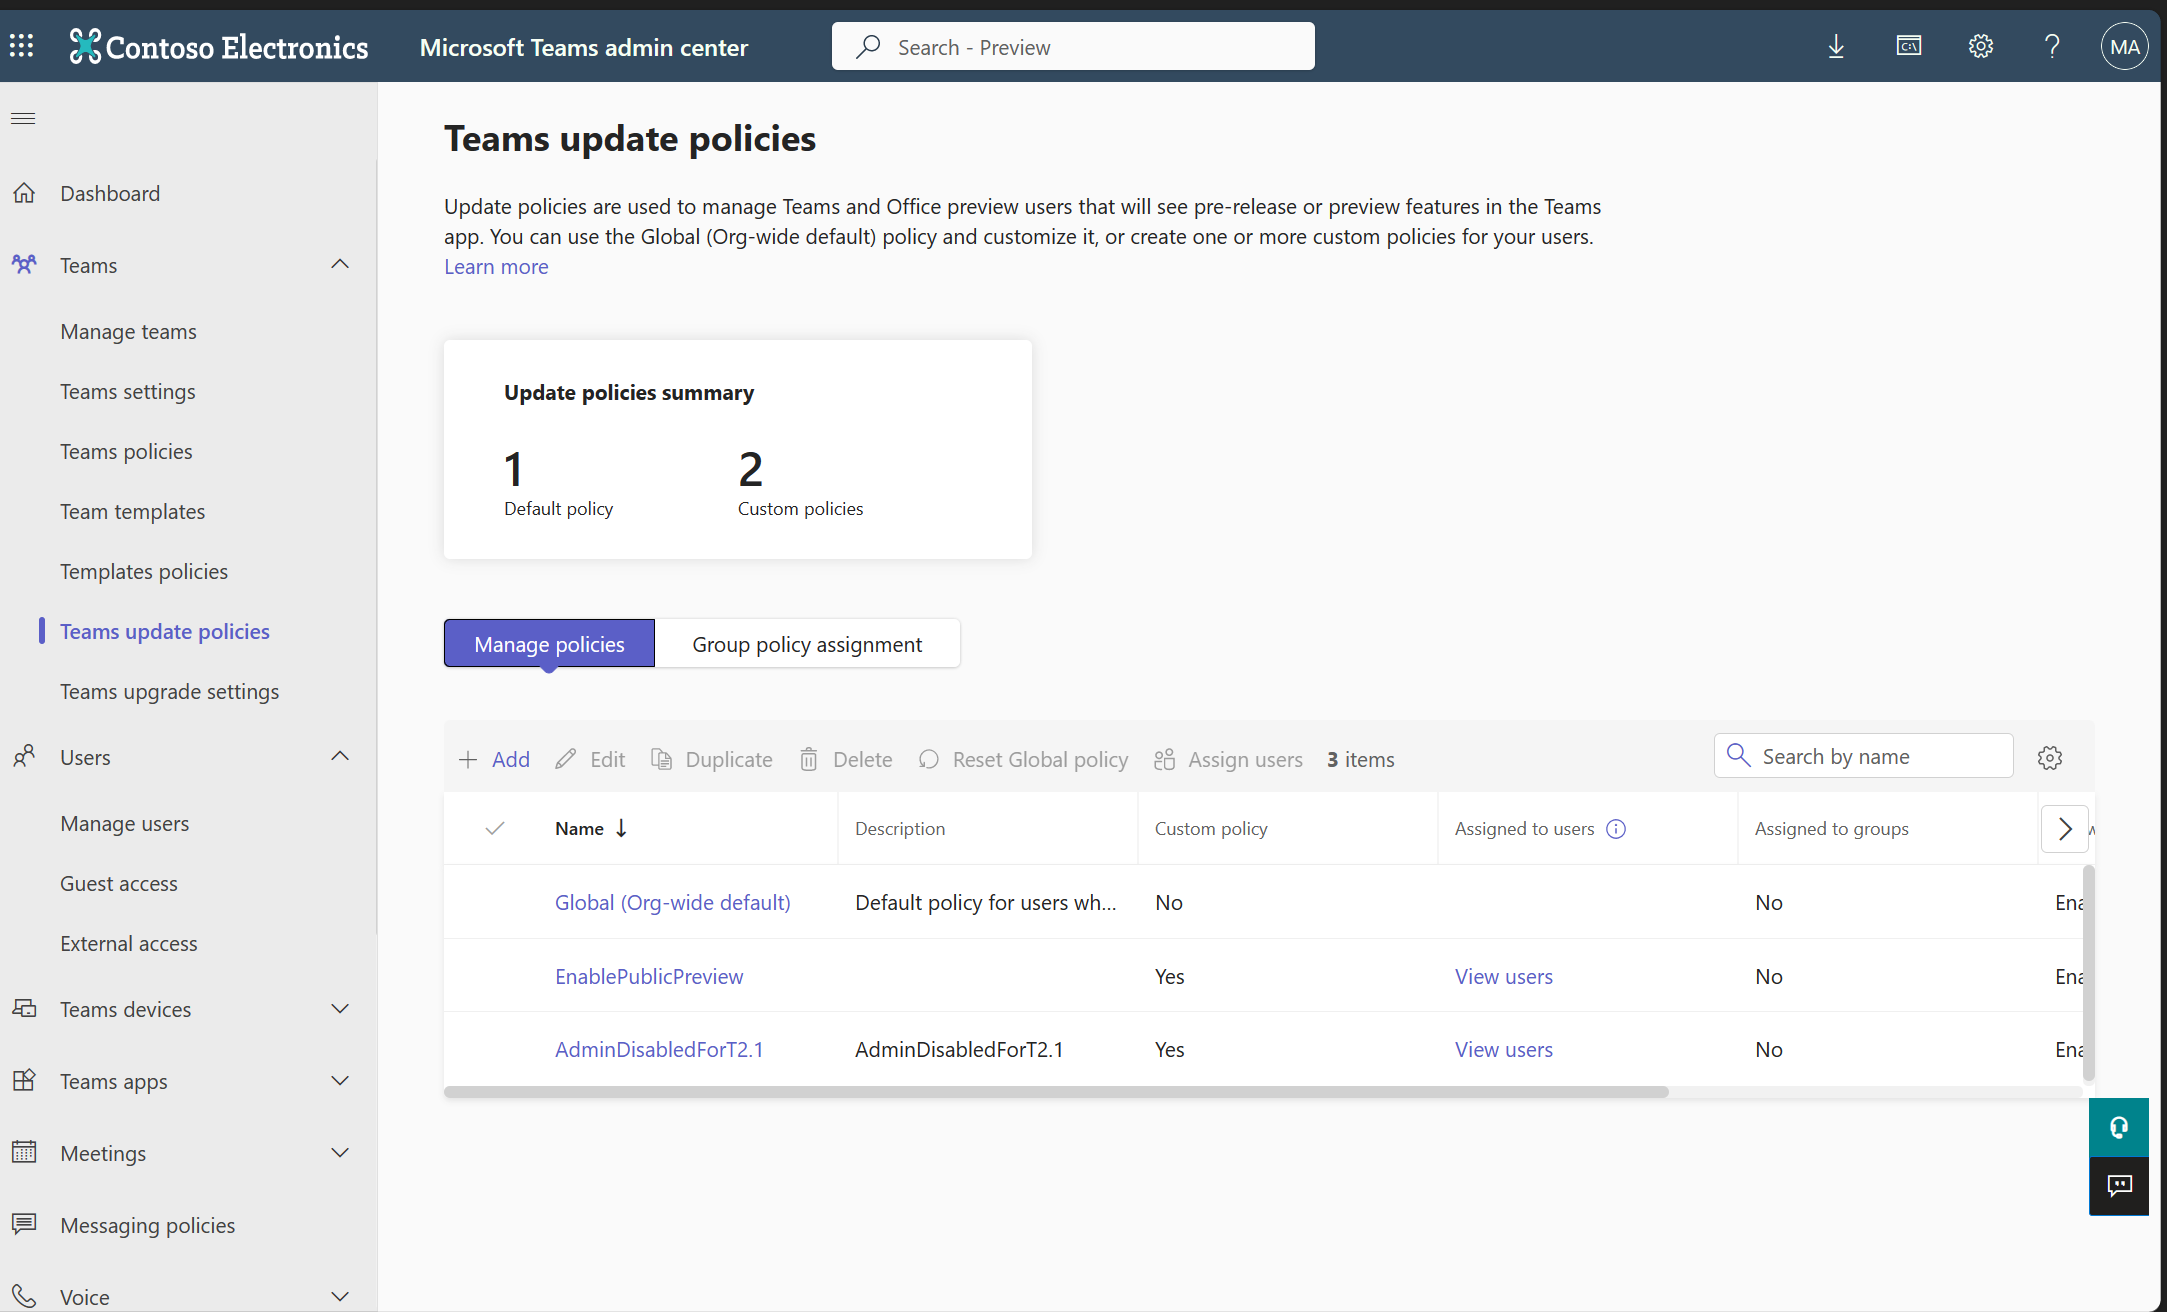 Contoso Electronics
Microsoft Teams admin center
Search - Preview
C:\
?
MA
Dashboard
Teams
Manage teams
Teams settings
Teams policies
Team templates
Templates policies
Teams update policies
Teams upgrade settings
Users
Manage users
Guest access
External access
Teams devices
Teams apps
Meetings
Messaging policies
Voice
Teams update policies
Update policies are used to manage Teams and Office preview users that will see pre-release or preview features in the Teams
app. You can use the Global (Org-wide default) policy and customize it, or create one or more custom policies for your users.
Learn more
Update policies summary
1 2
Default policy Custom policies
Manage policies Group policy assignment
Add Edit Duplicate Delete Reset Global policy Assign users 3 items Search by name
Name ↓ Description Custom policy Assigned to users Assigned to groups
Global (Org-wide default) Default policy for users wh... No No Ena
EnablePublicPreview Yes View users No Ena
AdminDisabledForT2.1 AdminDisabledForT2.1 Yes View users No Ena